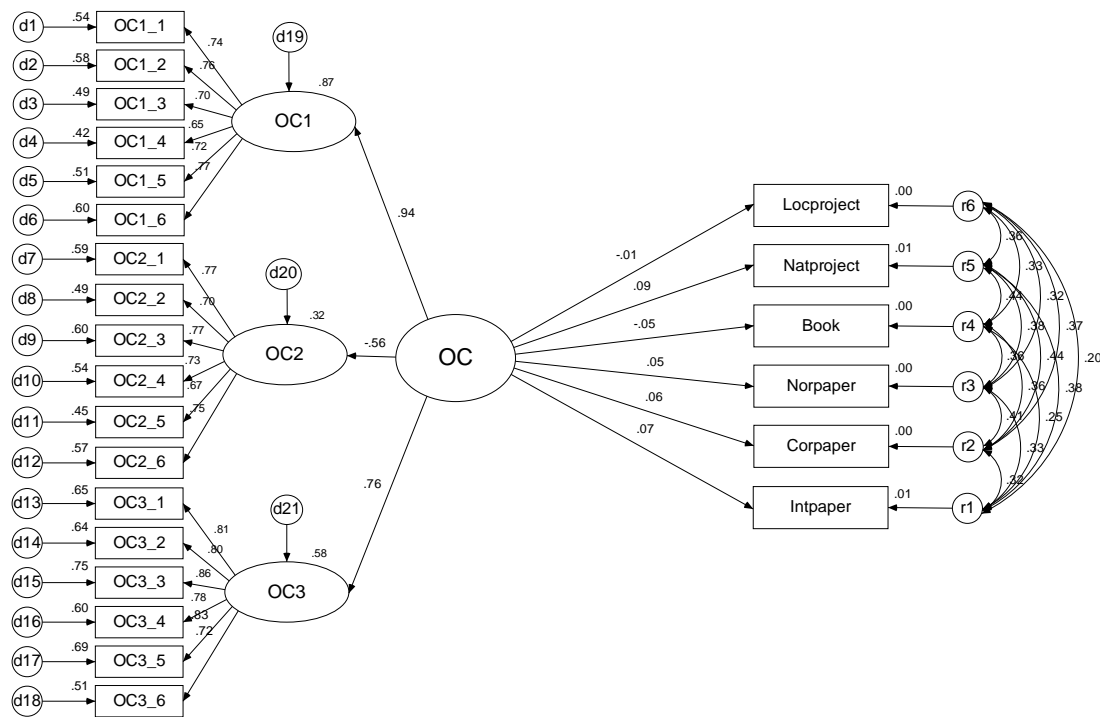 d1 .54 OC1_1
.74
d2 .58 OC1_2
.76
d3 .49 OC1_3
.70
d4 .42 OC1_4
.65
d5 .51 OC1_5
.72
d6 .60 OC1_6
.77
d19
.87
OC1
d7 .59 OC2_1
.77
d8 .49 OC2_2
.70
d9 .60 OC2_3
.77
d10 .54 OC2_4
.73
d11 .45 OC2_5
.67
d12 .57 OC2_6
.75
d20
.32
OC2
d13 .65 OC3_1
.81
d14 .64 OC3_2
.80
d15 .75 OC3_3
.86
d16 .60 OC3_4
.78
d17 .69 OC3_5
.83
d18 .51 OC3_6
.72
d21
.58
OC3
.94
-.56
.76
OC
-.01
.09
-.05
.05
.06
.07
Locproject .00 r6
Natproject .01 r5
Book .00 r4
Norpaper .00 r3
Corpaper .00 r2
Intpaper .01 r1
.36
.33
.32
.44
.38
.37
.20
.36
.44
.36
.38
.41
.25
.33
.32